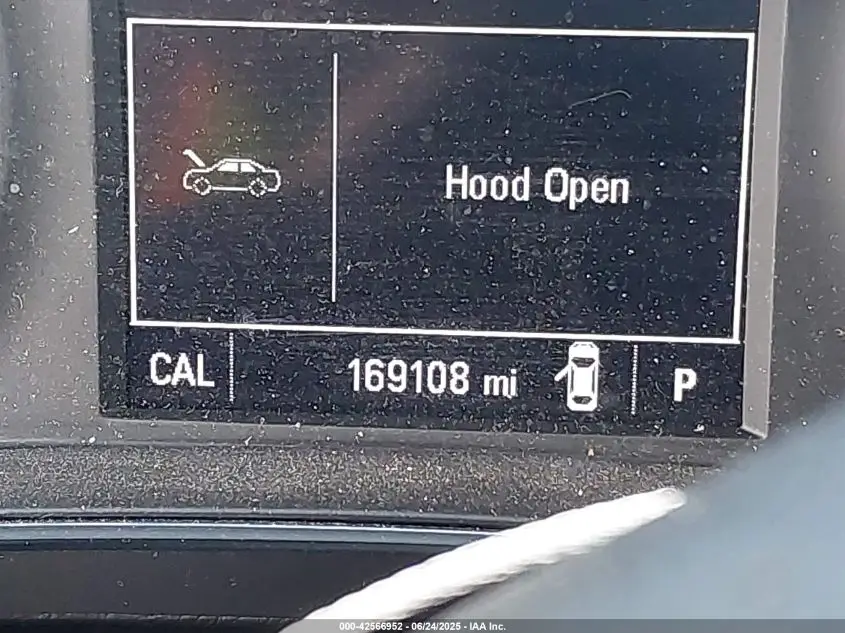 Hood Open
CAL 169108 mi P
000-42566952 - 06/24/2025 - IAA Inc.